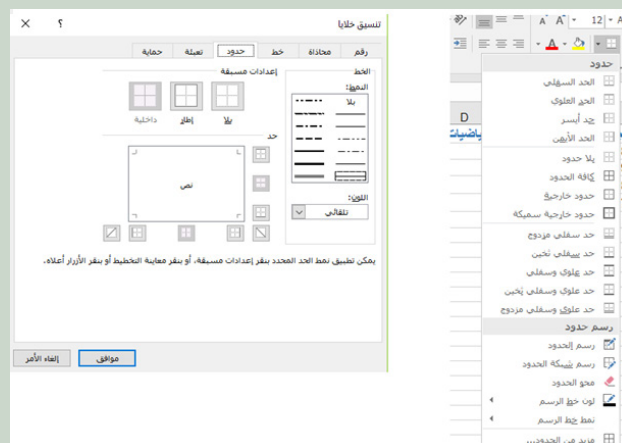 تنسيق خلايا
؟
رقم
محاذاة
خط
حدود
تعبئة
حماية
الخط
النمط:
بلا
اللون:
تلقائي
إعدادات مسبقة
بلا
إطار
داخلية
حد
نص
يمكن تطبيق نمط الحد المحدد بنقر إعدادات مسبقة، أو بنقر معاينة التخطيط أو بنقر الأزرار أعلاه.
موافق
إلغاء الأمر
12
D
حدود
الحد السفلي
الحد العلوي
حد أيسر
الحد الأيمن
بلا حدود
كافة الحدود
حدود خارجية
حدود خارجية سميكة
حد سفلي مزدوج
حد سفلي ثخين
حد علوي وسفلي
حد علوي وسفلي ثخين
حد علوي وسفلي مزدوج
رسم حدود
رسم الحدود
رسم شبكة الحدود
محو الحدود
لون خط الرسم
نمط خط الرسم
مزيد من الحدود...